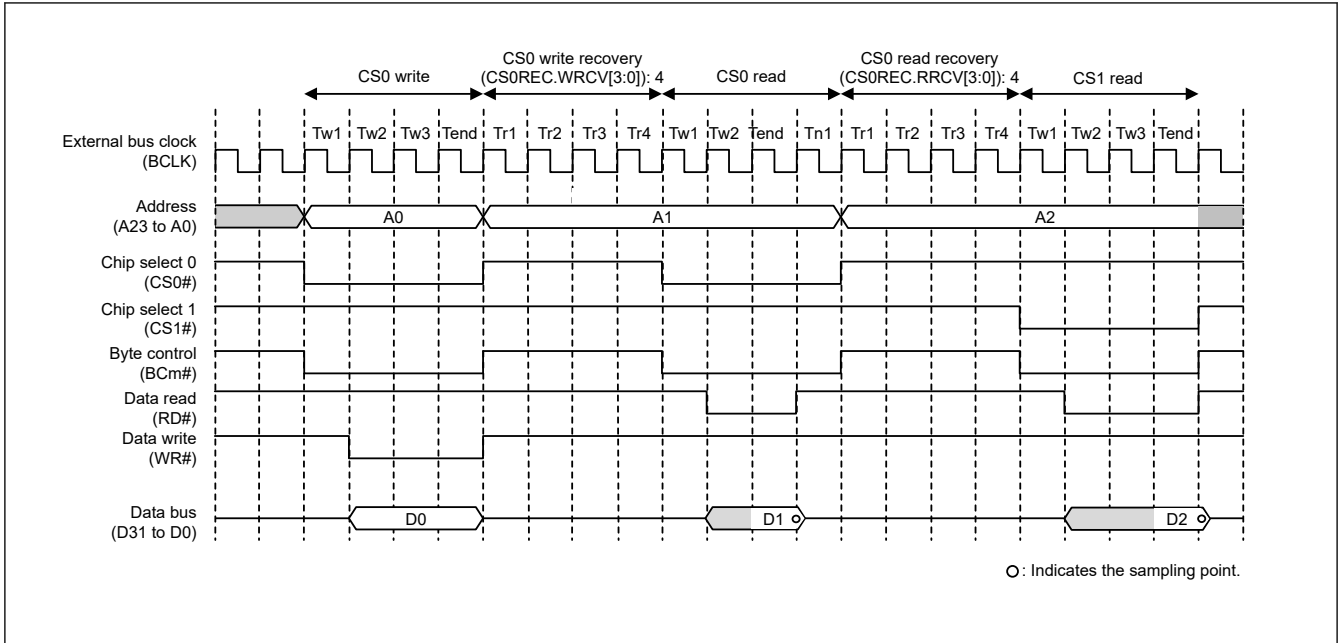 CS0 write
CS0 write recovery
(CS0REC.WRCV[3:0]): 4
CS0 read
CS0 read recovery
(CS0REC.RRCV[3:0]): 4
CS1 read
Tw1 Tw2 Tw3 Tend Tr1 Tr2 Tr3 Tr4 Tw1 Tw2 Tend Tn1 Tr1 Tr2 Tr3 Tr4 Tw1 Tw2 Tw3 Tend
External bus clock
(BCLK)
Address
(A23 to A0)
A0 A1 A2
Chip select 0
(CS0#)
Chip select 1
(CS1#)
Byte control
(BCm#)
Data read
(RD#)
Data write
(WR#)
Data bus
(D31 to D0)
D0 D1 D2
: Indicates the sampling point.